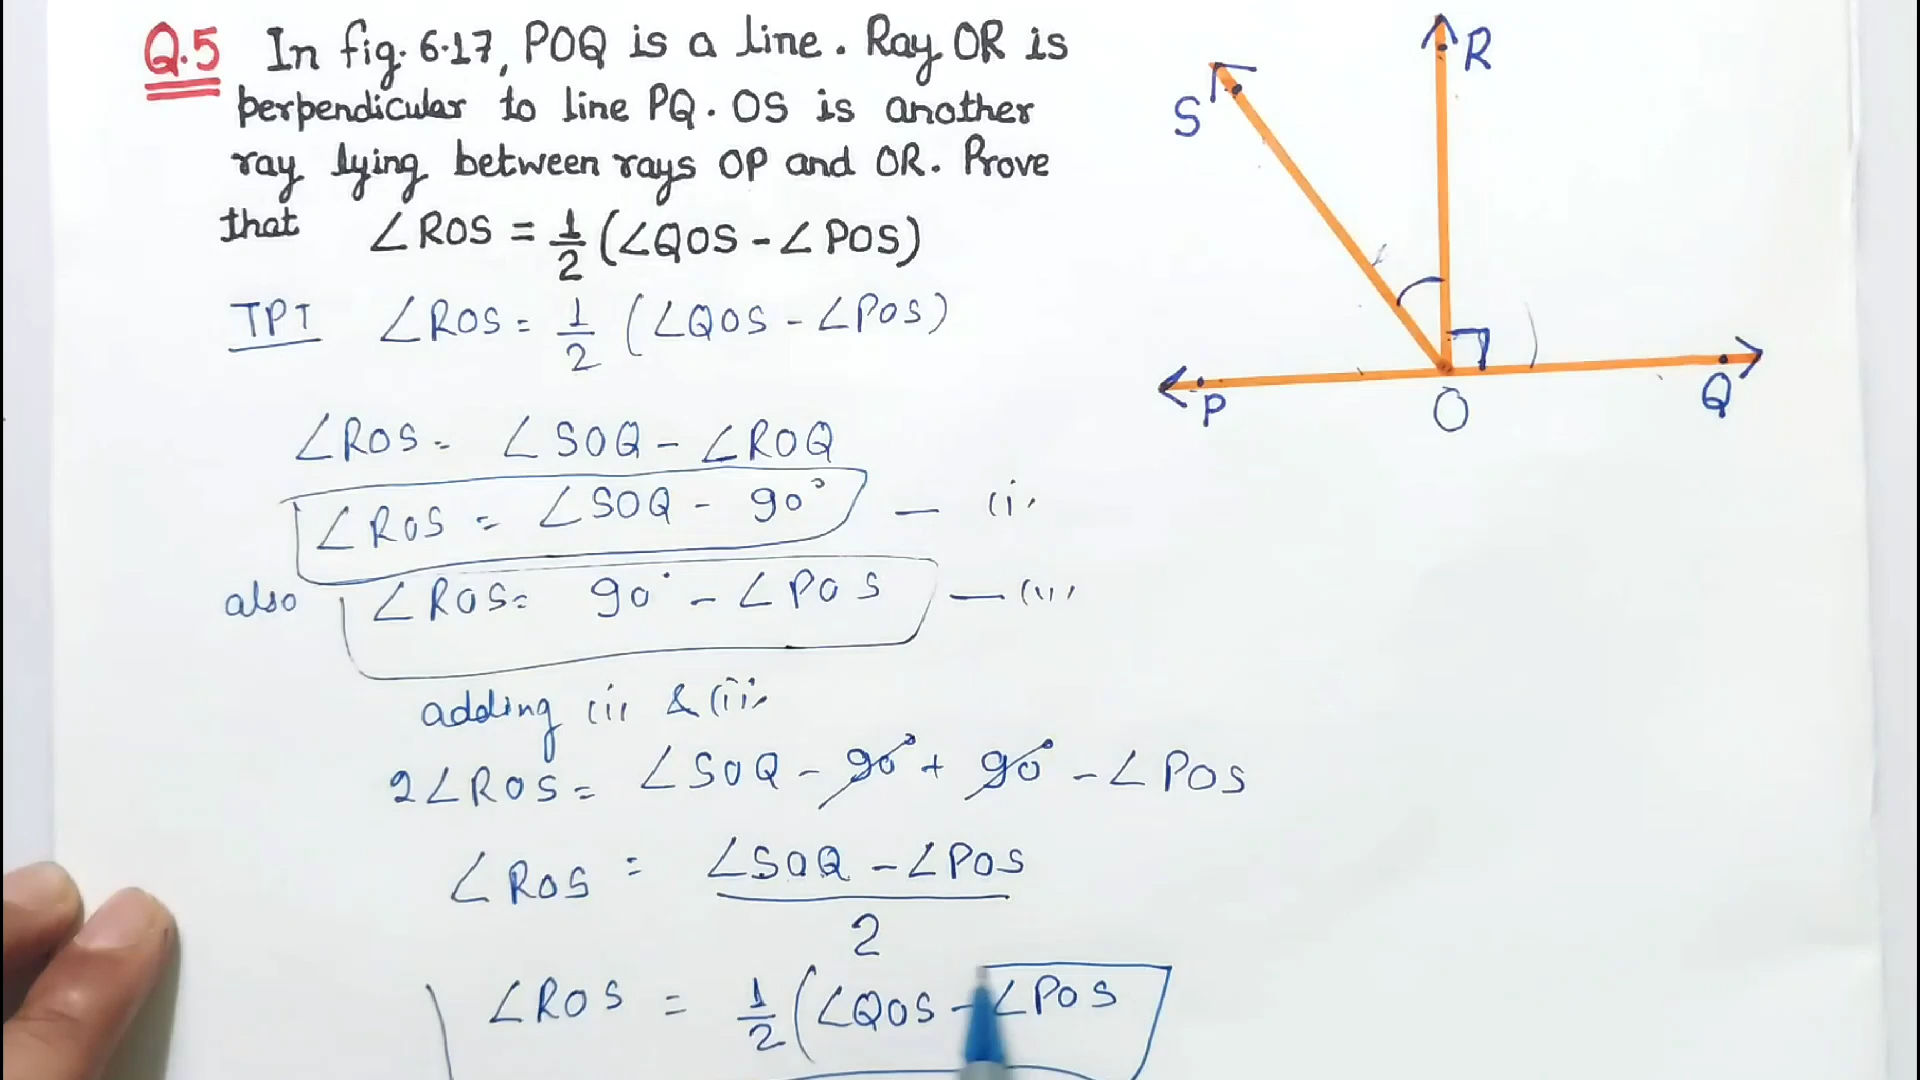 Q.5 In fig. 6.17, POQ is a line. Ray OR is
perpendicular to line PQ. OS is another
ray lying between rays OP and OR. Prove
that ∠ROS = 1/2 (∠QOS - ∠POS)
TPT ∠ROS = 1/2 (∠QOS - ∠POS)
∠ROS = ∠SOQ - ∠ROQ
∠ROS = ∠SOQ - 90° — (i)
also ∠ROS = 90° - ∠POS — (ii)
adding (i) & (ii)
2∠ROS = ∠SOQ - 90° + 90° - ∠POS
∠ROS = ∠SOQ - ∠POS
2
∠ROS = 1/2 (∠QOS - ∠POS
R
S
P
O
Q